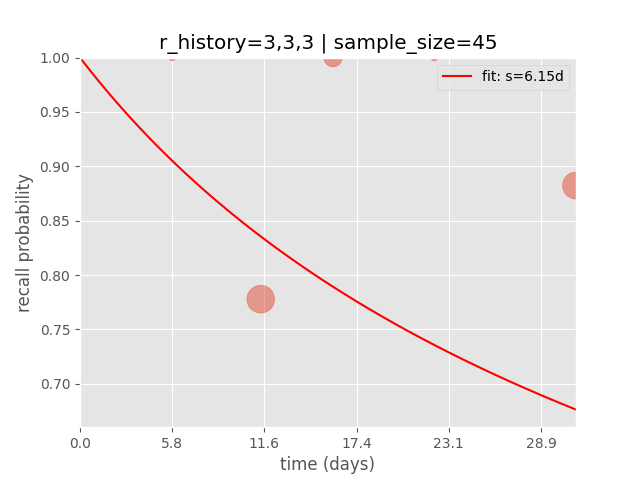 r_history=3,3,3 | sample_size=45
fit: s=6.15d
1.00
0.95
0.90
0.85
0.80
0.75
0.70
recall probability
0.0 5.8 11.6 17.4 23.1 28.9
time (days)